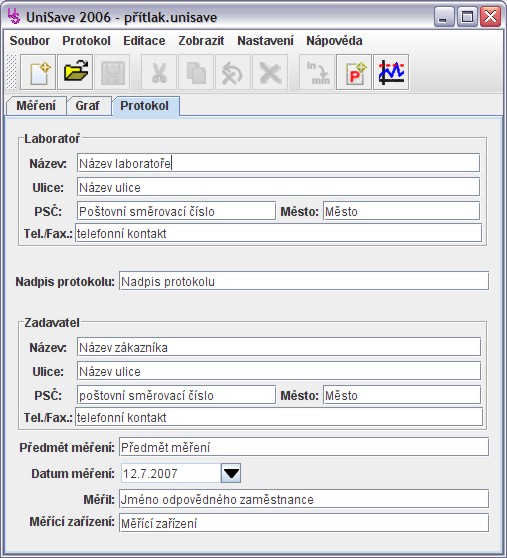 UniSave 2006 - přítlak.unisave
Soubor Protokol Editace Zobrazit Nastavení Nápověda
In mm P
Měření Graf Protokol
Laboratoř
Název: Název laboratoře
Ulice: Název ulice
PSČ: Poštovní směrovací číslo Město: Město
Tel./Fax.: telefonní kontakt
Nadpis protokolu: Nadpis protokolu
Zadavatel
Název: Název zákazníka
Ulice: Název ulice
PSČ: poštovní směrovací číslo Město: Město
Tel./Fax.: telefonní kontakt
Předmět měření: Předmět měření
Datum měření: 12.7.2007
Měřil: Jméno odpovědného zaměstnance
Měřící zařízení: Měřící zařízení